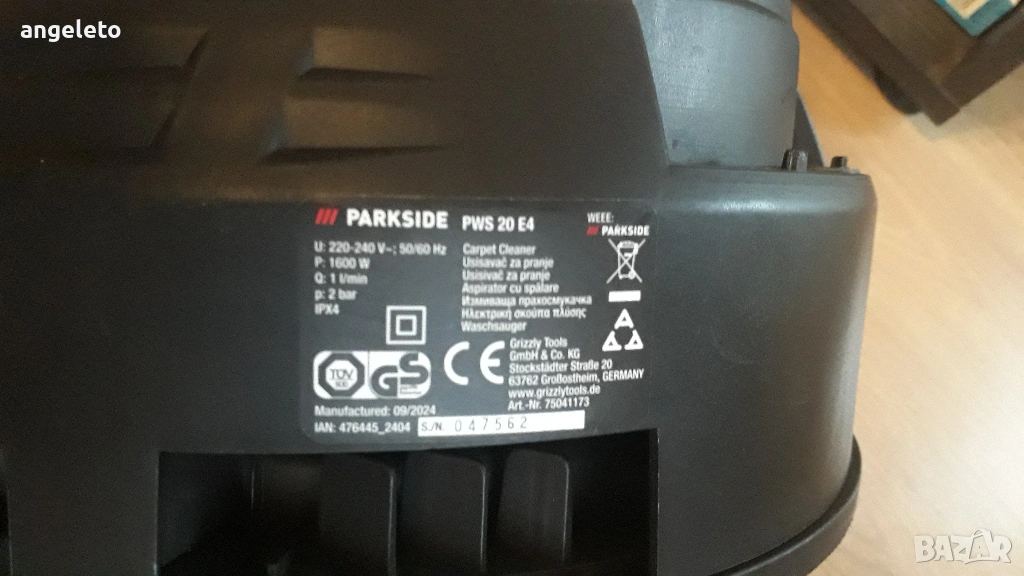 angeleto
PARKSIDE PWS 20 E4
WEEE:
PARKSIDE
U: 220-240 V~; 50/60 Hz
P: 1600 W
Q: 1 l/min
p: 2 bar
IPX4
Carpet Cleaner
Usisavač za pranje
Usisivač za pranje
Aspirator cu spălare
Измиваща прахосмукачка
Ηλεκτρική σκούπα πλύσης
Waschsauger
TÜV
SÜD
GS
CE
Grizzly Tools
GmbH & Co. KG
Stockstädter Straße 20
63762 Großostheim, GERMANY
www.grizzlytools.de
Art.-Nr. 75041173
Manufactured: 09/2024
IAN: 476445_2404 S/N. 047562
BAZAR